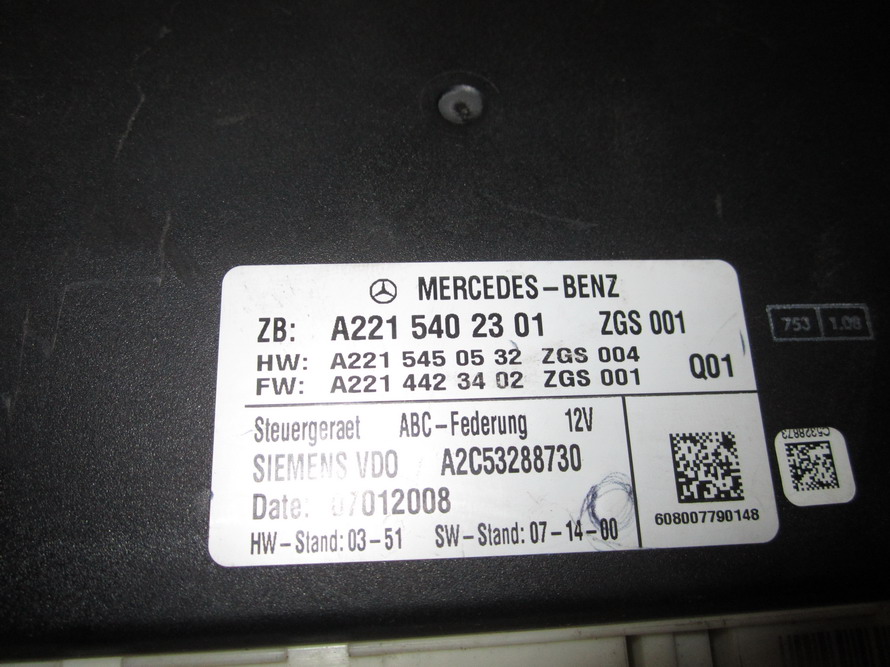 MERCEDES-BENZ
ZB: A221 540 23 01 ZGS 001
HW: A221 545 05 32 ZGS 004
FW: A221 442 34 02 ZGS 001 Q01
Steuergeraet ABC-Federung 12V
SIEMENS VDO / A2C53288730
Date: 07012008
HW-Stand: 03-51 SW-Stand: 07-14-00
608007790148
753 1.08
C5328873